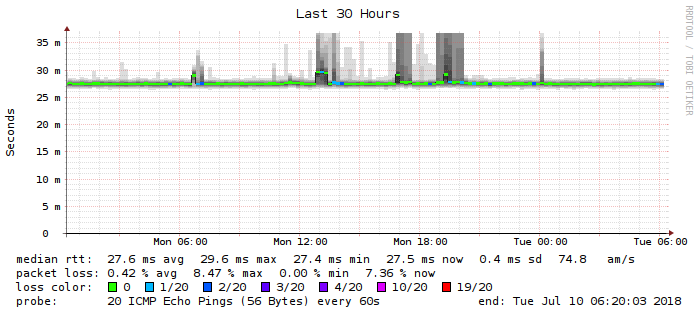 Last 30 Hours
RRDTOOL / TOBI OETIKER
Seconds
35 m
30 m
25 m
20 m
15 m
10 m
5 m
0
Mon 06:00 Mon 12:00 Mon 18:00 Tue 00:00 Tue 06:00
median rtt: 27.6 ms avg 29.6 ms max 27.4 ms min 27.5 ms now 0.4 ms sd 74.8 am/s
packet loss: 0.42 % avg 8.47 % max 0.00 % min 7.36 % now
loss color: 0 1/20 2/20 3/20 4/20 10/20 19/20
probe: 20 ICMP Echo Pings (56 Bytes) every 60s end: Tue Jul 10 06:20:03 2018